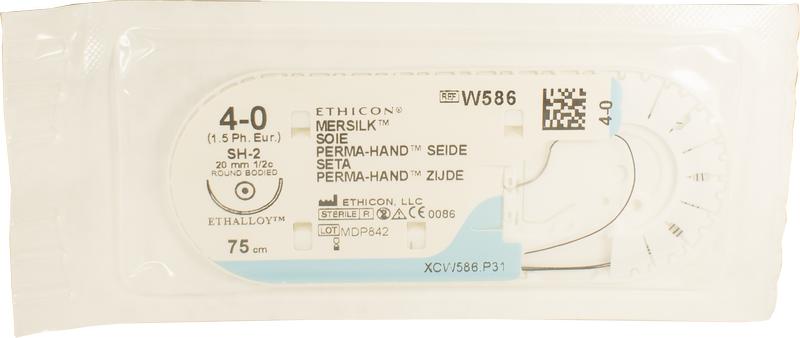 4-0
(1.5 Ph. Eur.)
SH-2
20 mm 1/2c
ROUND BODIED
ETHALLOY™
75 cm
ETHICON®
MERSILK™
SOIE
PERMA-HAND™ SEIDE
SETA
PERMA-HAND™ ZIJDE
ETHICON, LLC
STERILE R CE 0086
LOT MDP842
REF W586
4-0
XCW586.P31